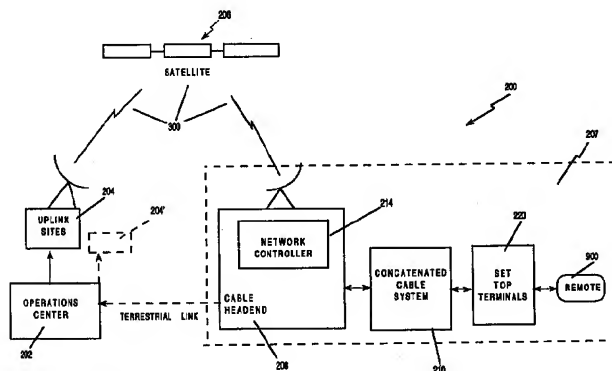 206
SATELLITE
200
300
207
204
UPLINK
SITES
204'
214
NETWORK
CONTROLLER
220
CONCATENATED
CABLE
SYSTEM
SET
TOP
TERMINALS
900
REMOTE
OPERATIONS
CENTER
202
TERRESTRIAL LINK
CABLE
HEADEND
208
210